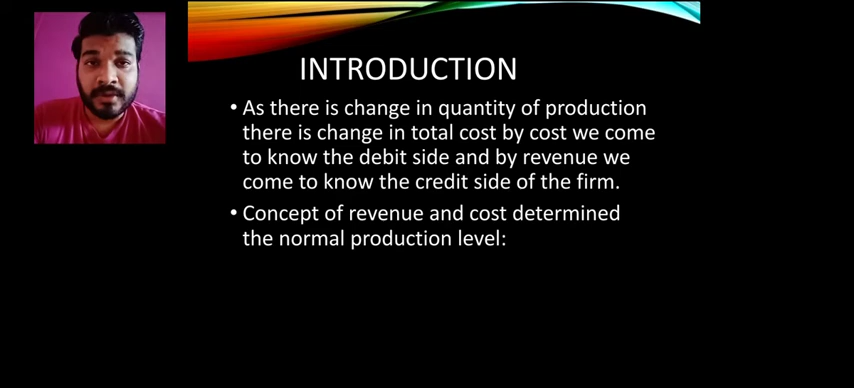 INTRODUCTION
• As there is change in quantity of production
there is change in total cost by cost we come
to know the debit side and by revenue we
come to know the credit side of the firm.
• Concept of revenue and cost determined
the normal production level: